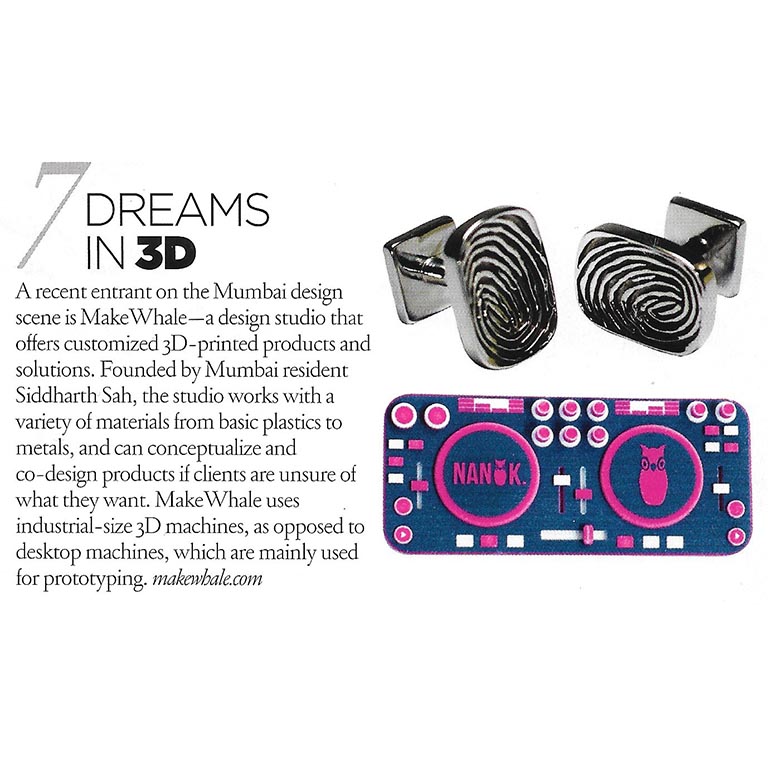 7
DREAMS
IN 3D
A recent entrant on the Mumbai design
scene is MakeWhale—a design studio that
offers customized 3D-printed products and
solutions. Founded by Mumbai resident
Siddharth Sah, the studio works with a
variety of materials from basic plastics to
metals, and can conceptualize and
co-design products if clients are unsure of
what they want. MakeWhale uses
industrial-size 3D machines, as opposed to
desktop machines, which are mainly used
for prototyping. makewhale.com
NANOK.